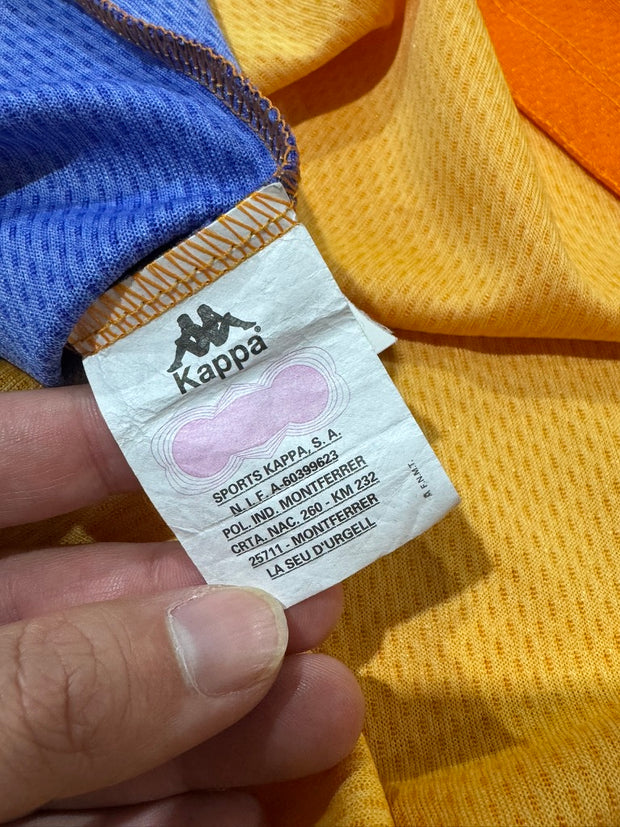 Kappa®
SPORTS KAPPA, S. A.
N. I. F. A-60399623
POL. IND. MONTFERRER
CRTA. NAC. 260 - KM 232
25711 - MONTFERRER
LA SEU D'URGELL
F.N.M.T.